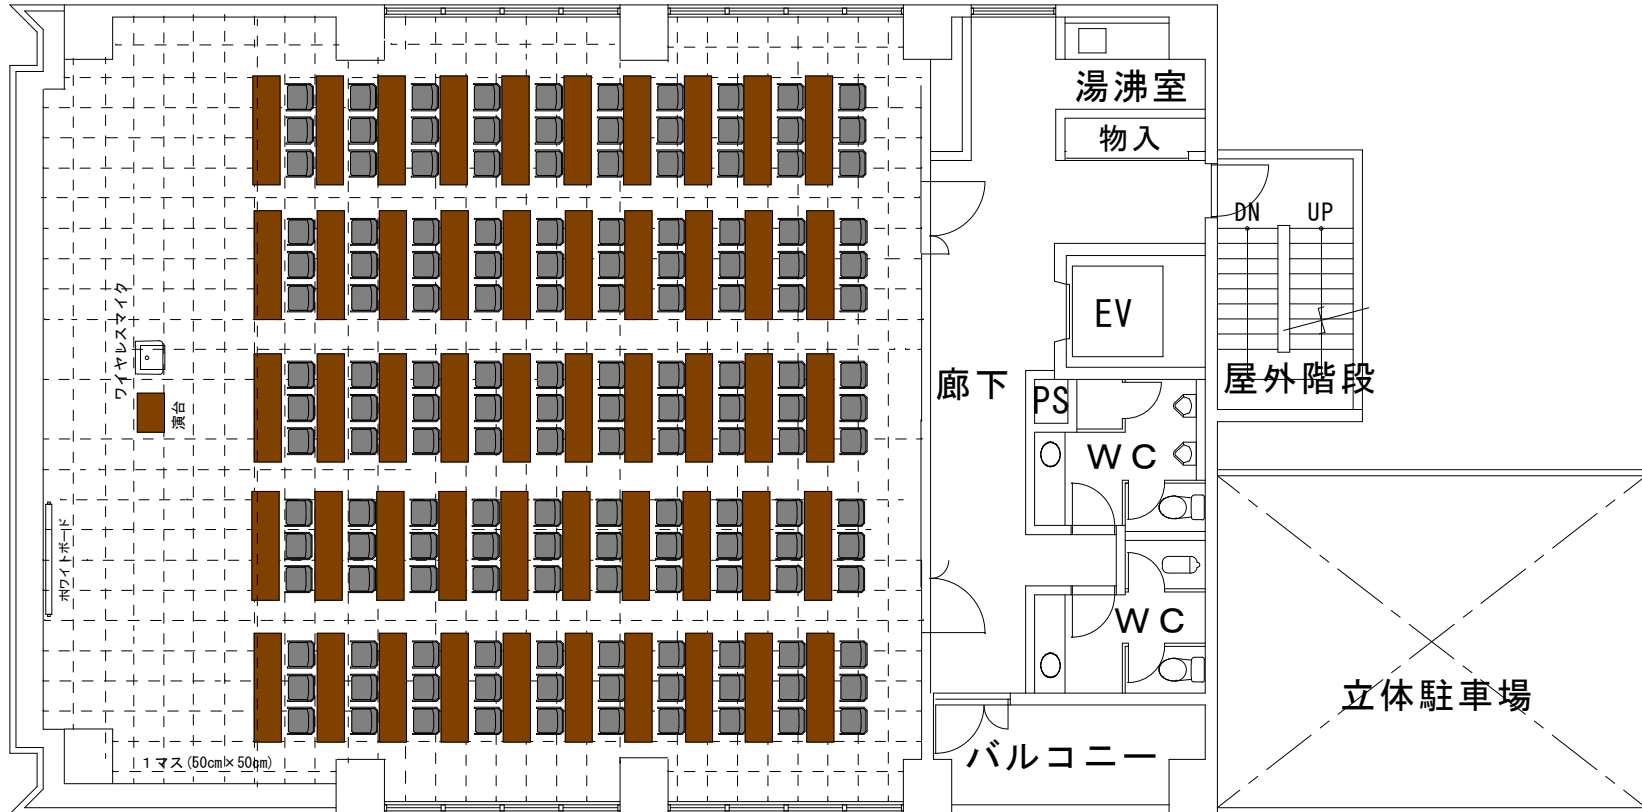 湯沸室
物入
DN UP
EV
ワイヤレスマイク
廊下
屋外階段
PS
演台
WC
ホワイトボード
WC
立体駐車場
バルコニー
1マス(50cm×50cm)